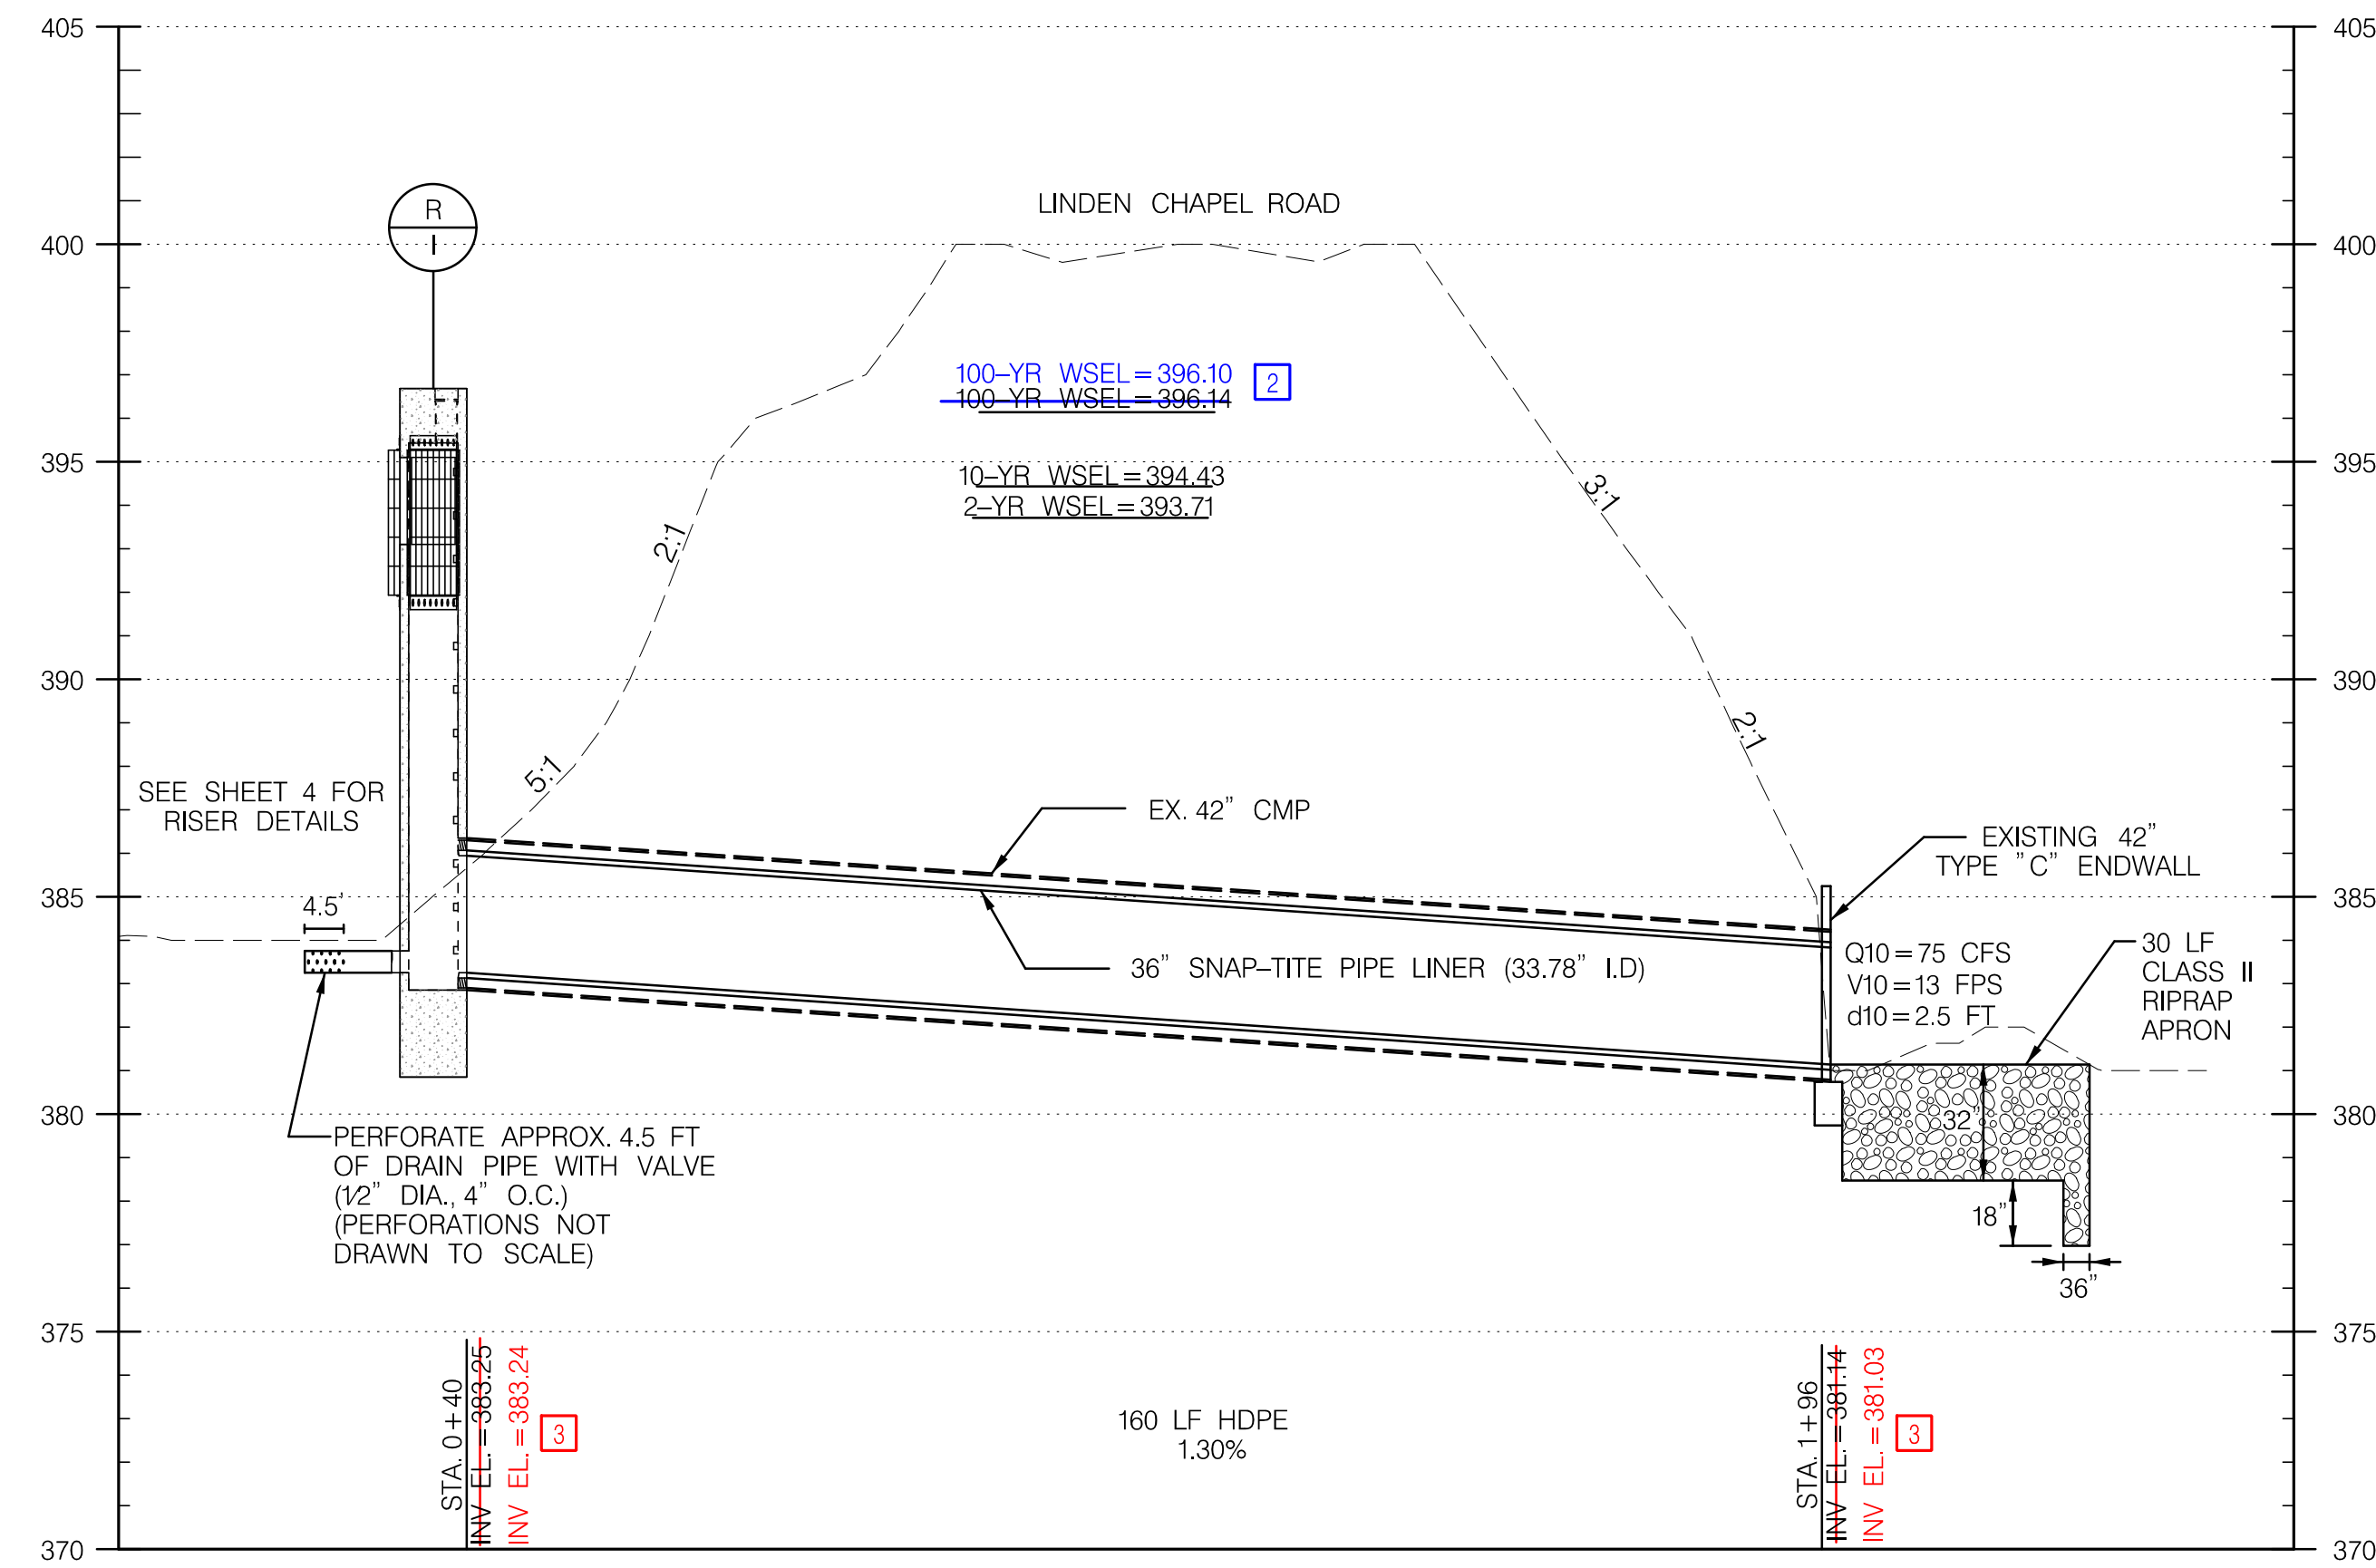 405
405
R
I
LINDEN CHAPEL ROAD
400
400
100-YR WSEL=396.10
2
100-YR WSEL=396.14
395
395
10-YR WSEL=394.43
2-YR WSEL=393.71
3:1
2:1
390
390
2:1
5:1
SEE SHEET 4 FOR
RISER DETAILS
EX. 42" CMP
EXISTING 42"
TYPE "C" ENDWALL
385
385
4.5'
36" SNAP-TITE PIPE LINER (33.78" I.D)
Q10=75 CFS
V10=13 FPS
d10=2.5 FT
30 LF
CLASS II
RIPRAP
APRON
380
380
32"
PERFORATE APPROX. 4.5 FT
OF DRAIN PIPE WITH VALVE
(1/2" DIA., 4" O.C.)
(PERFORATIONS NOT
DRAWN TO SCALE)
18"
36"
375
375
STA. 0+40
INV EL.=383.25
INV EL.=383.24
3
160 LF HDPE
1.30%
STA. 1+96
INV EL.=381.14
INV EL.=381.03
3
370
370